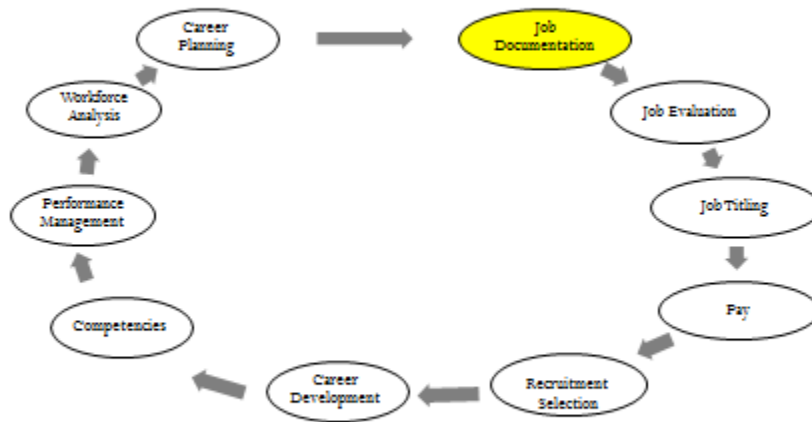 Career
Planning
Job
Documentation
Job Evaluation
Job Titling
Pay
Recruitment
Selection
Career
Development
Competencies
Performance
Management
Workforce
Analysis